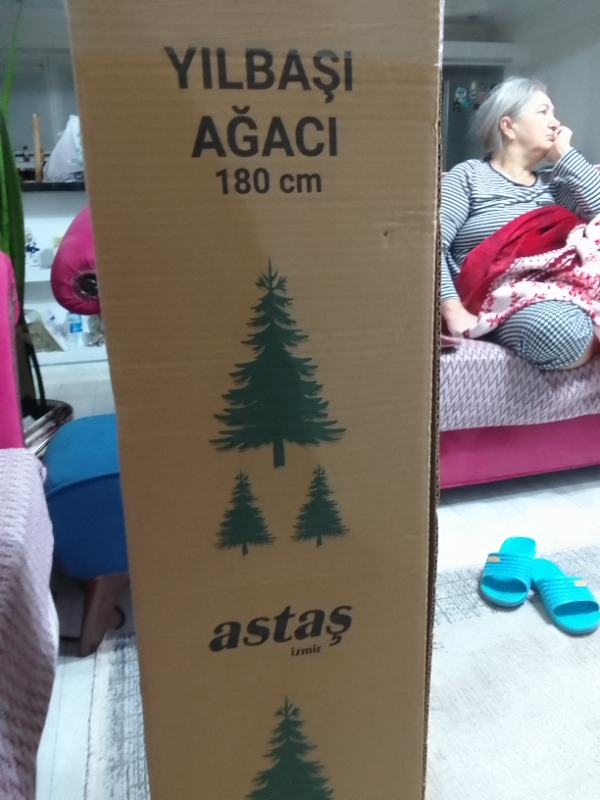 YILBAŞI
AĞACI
180 cm
astaş
izmir